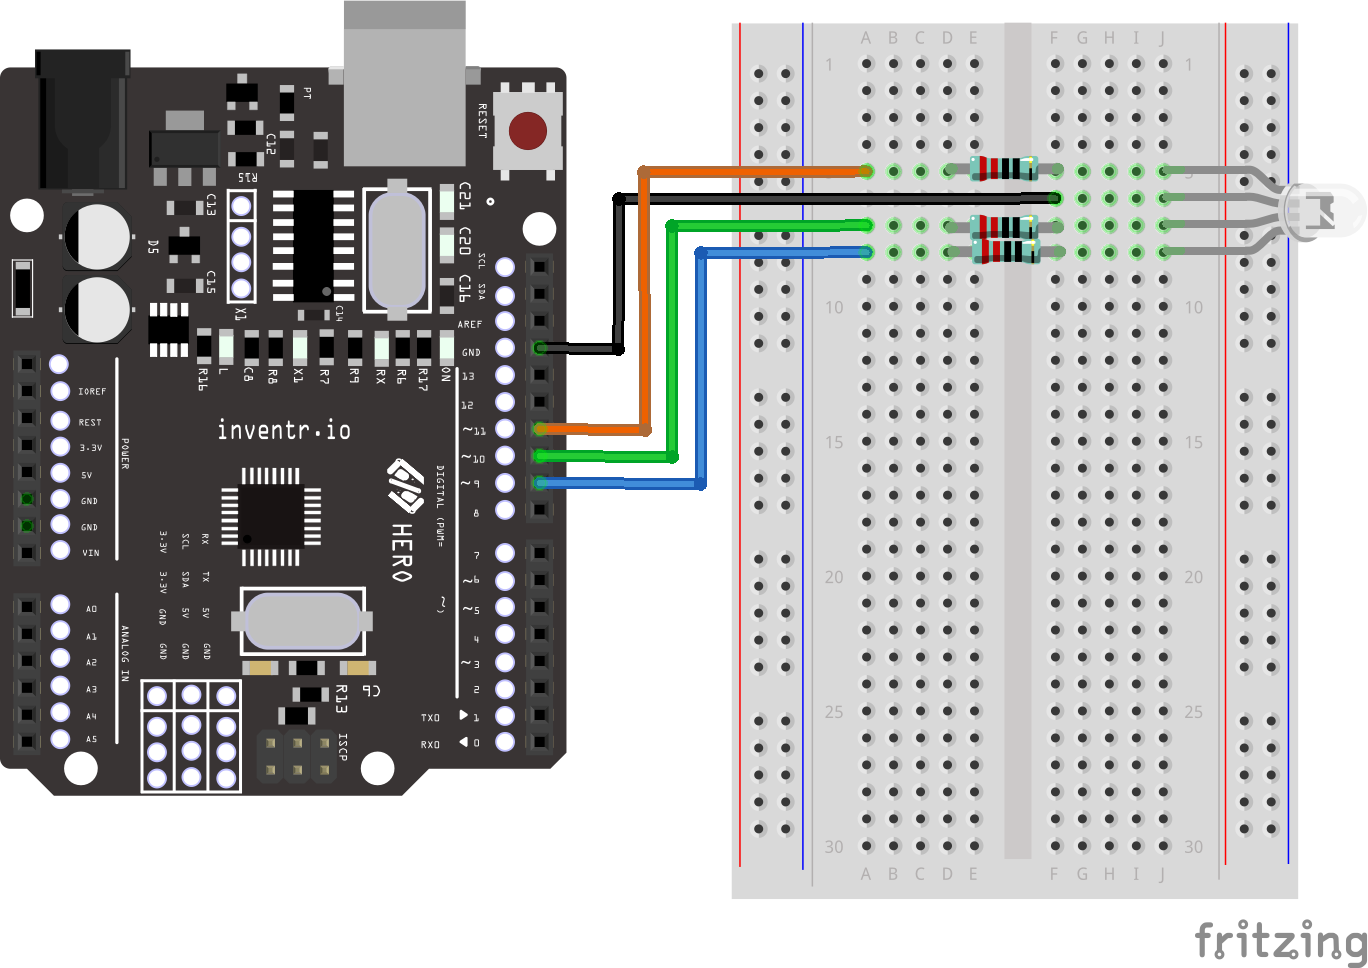 PT
RESET
C12
R15
C13
D5
C15
X1
C14
C21
C20
C16
SCL
SDA
AREF
GND
13
12
~11
~10
~9
8
7
~6
~5
4
~3
2
TX0 1
RX0 0
R16
L
C8
R8
X1
R7
R9
RX
R6
R17
ON
inventr.io
HERO
DIGITAL (PWM= ~)
IOREF
REST
3.3V
5V
GND
GND
VIN
POWER
A0
A1
A2
A3
A4
A5
ANALOG IN
3.3V SCL RX
3.3V SDA TX
GND 5V 5V
GND GND GND
R13
CP
ISCP
A B C D E F G H I J
1 1
5
10 10
15 15
20 20
25 25
30 30
A B C D E F G H I J
fritzing